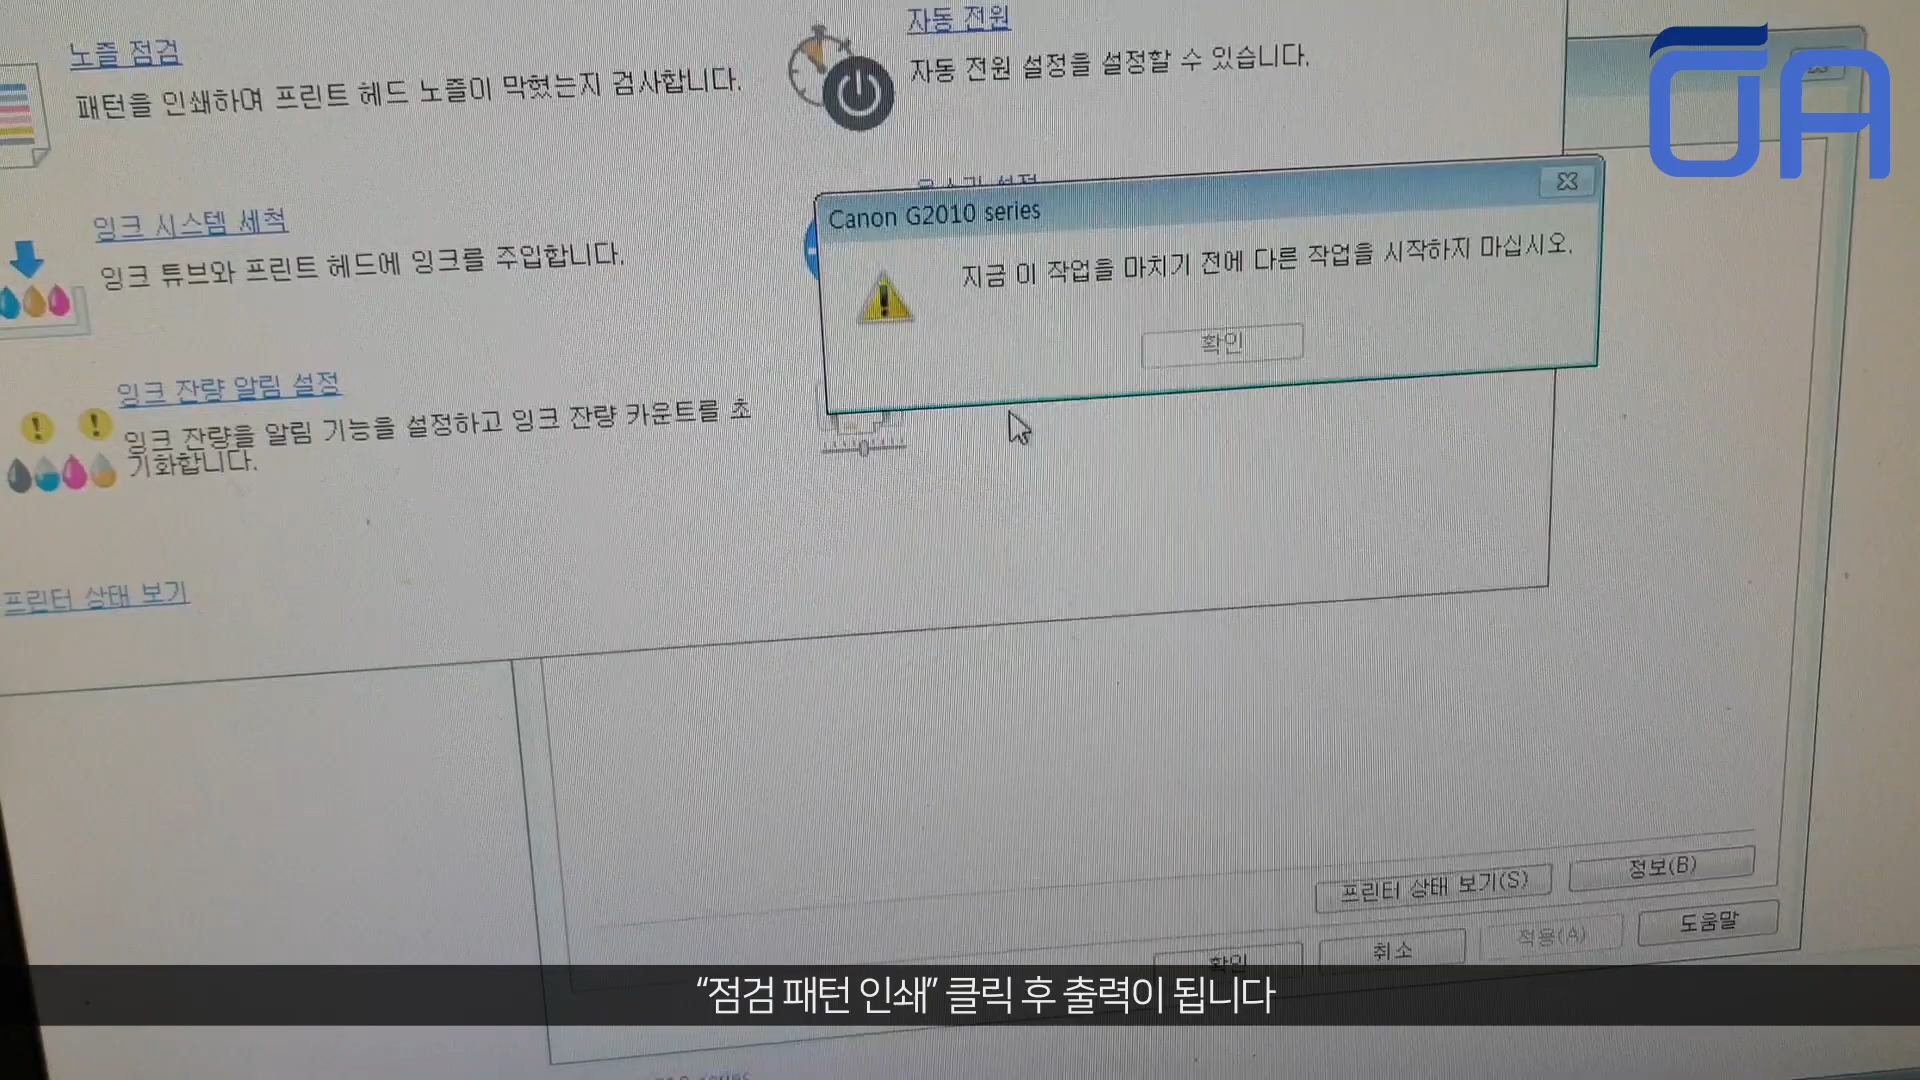 노즐 점검
패턴을 인쇄하여 프린트 헤드 노즐이 막혔는지 검사합니다.
자동 전원
자동 전원 설정을 설정할 수 있습니다.
OA
잉크 시스템 세척
잉크 튜브와 프린트 헤드에 잉크를 주입합니다.
설정
Canon G2010 series
지금 이 작업을 마치기 전에 다른 작업을 시작하지 마십시오.
확인
잉크 잔량 알림 설정
잉크 잔량을 알림 기능을 설정하고 잉크 잔량 카운트를 초
기화합니다.
프린터 상태 보기
프린터 상태 보기(S)
정보(B)
확인
취소
적용(A)
도움말
“점검 패턴 인쇄” 클릭 후 출력이 됩니다
series